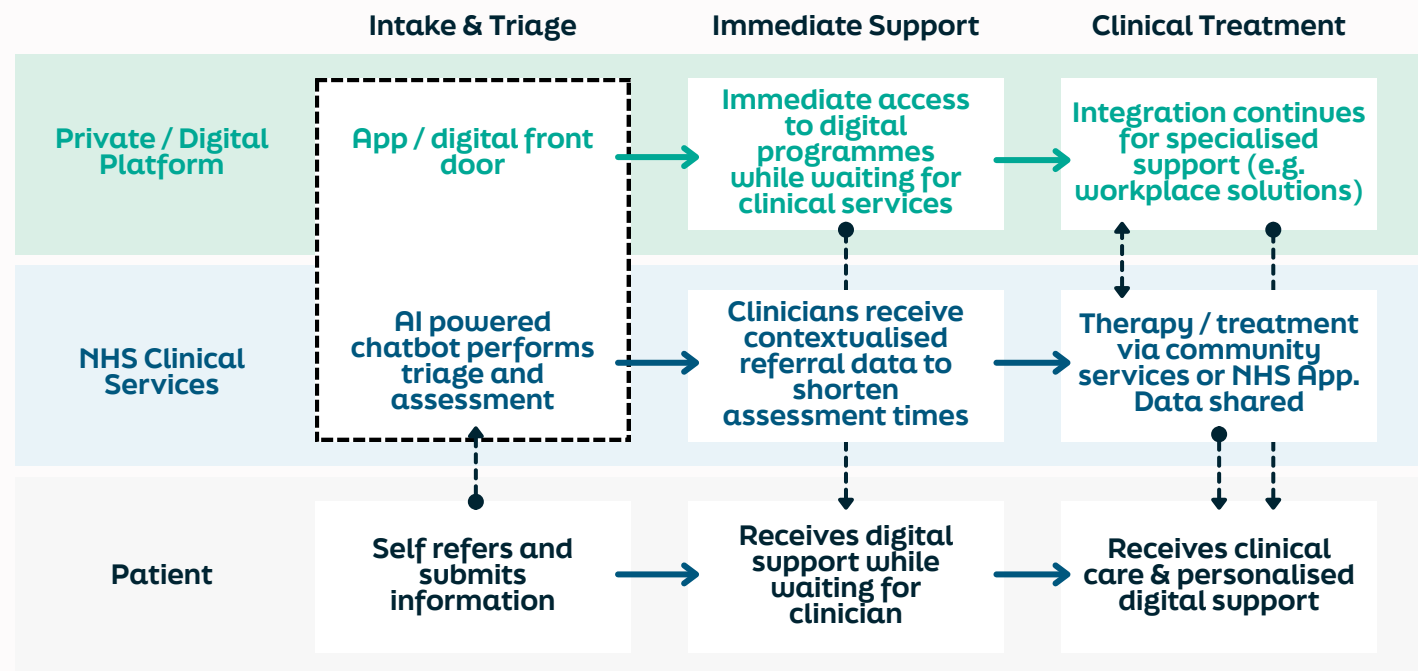 Intake & Triage
Immediate Support
Clinical Treatment
Private / Digital
Platform
App / digital front
door
Immediate access
to digital
programmes
while waiting for
clinical services
Integration continues
for specialised
support (e.g.
workplace solutions)
NHS Clinical
Services
AI powered
chatbot performs
triage and
assessment
Clinicians receive
contextualised
referral data to
shorten
assessment times
Therapy / treatment
via community
services or NHS App.
Data shared
Patient
Self refers and
submits
information
Receives digital
support while
waiting for
clinician
Receives clinical
care & personalised
digital support